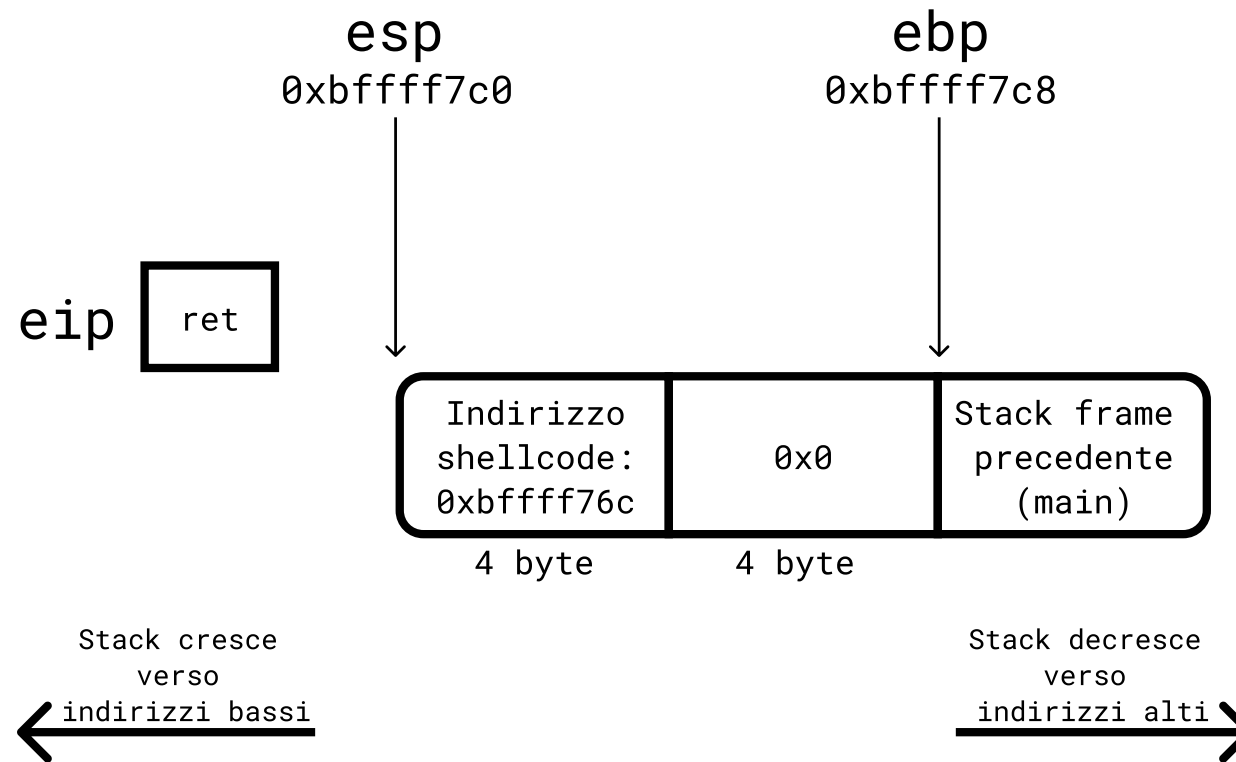 esp
0xbffff7c0
ebp
0xbffff7c8
eip
ret
Indirizzo
shellcode:
0xbffff76c
0x0
Stack frame
precedente
(main)
4 byte
4 byte
Stack cresce
verso
indirizzi bassi
Stack decresce
verso
indirizzi alti